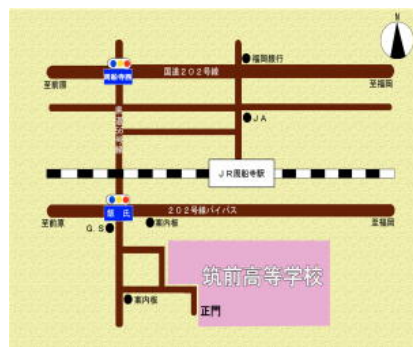 N
福岡銀行
周船寺西
国道202号線
至前原
至福岡
JA
JR周船寺駅
202号線バイパス
至前原
至福岡
G.S
案内板
筑前高等学校
案内板
正門